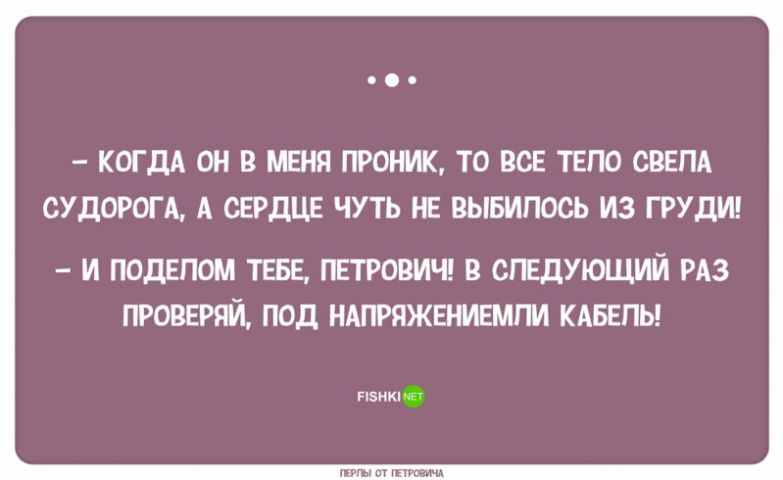 – КОГДА ОН В МЕНЯ ПРОНИК, ТО ВСЕ ТЕЛО СВЕЛА
СУДОРОГА, А СЕРДЦЕ ЧУТЬ НЕ ВЫБИЛОСЬ ИЗ ГРУДИ!
– И ПОДЕЛОМ ТЕБЕ, ПЕТРОВИЧ! В СЛЕДУЮЩИЙ РАЗ
ПРОВЕРЯЙ, ПОД НАПРЯЖЕНИЕМЛИ КАБЕЛЬ!
FISHKI NET
ПЕРЛЫ ОТ ПЕТРОВИЧА